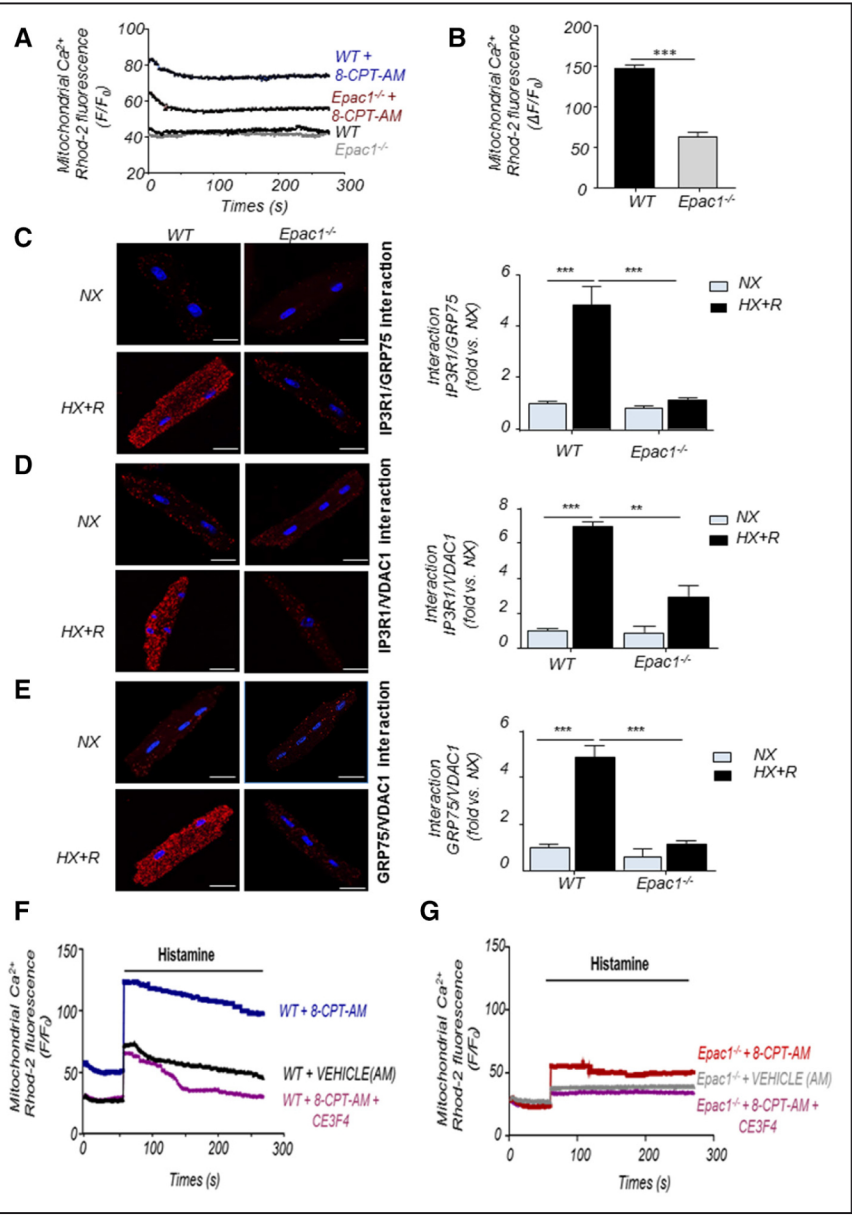 A
Mitochondrial Ca2+
Rhod-2 fluorescence
(F/F0)
100
80
60
40
20
0
100
200
300
Times (s)
WT +
8-CPT-AM
Epac1-/- +
8-CPT-AM
WT
Epac1-/-
B
Mitochondrial Ca2+
Rhod-2 fluorescence
(ΔF/F0)
200
150
100
50
0
***
WT
Epac1-/-
C
WT
Epac1-/-
NX
HX+R
IP3R1/GRP75 Interaction
Interaction
IP3R1/GRP75
(fold vs. NX)
6
4
2
0
***
***
NX
HX+R
WT
Epac1-/-
D
NX
HX+R
IP3R1/VDAC1 Interaction
Interaction
IP3R1/VDAC1
(fold vs. NX)
8
6
4
2
0
***
**
NX
HX+R
WT
Epac1-/-
E
NX
HX+R
GRP75/VDAC1 Interaction
Interaction
GRP75/VDAC1
(fold vs. NX)
6
4
2
0
***
***
NX
HX+R
WT
Epac1-/-
F
Mitochondrial Ca2+
Rhod-2 fluorescence
(F/F0)
150
100
50
0
Histamine
WT + 8-CPT-AM
WT + VEHICLE(AM)
WT + 8-CPT-AM +
CE3F4
0
100
200
300
Times (s)
G
Mitochondrial Ca2+
Rhod-2 fluorescence
(F/F0)
150
100
50
0
Histamine
Epac1-/- + 8-CPT-AM
Epac1-/- + VEHICLE (AM)
Epac1-/- + 8-CPT-AM +
CE3F4
0
100
200
300
Times (s)